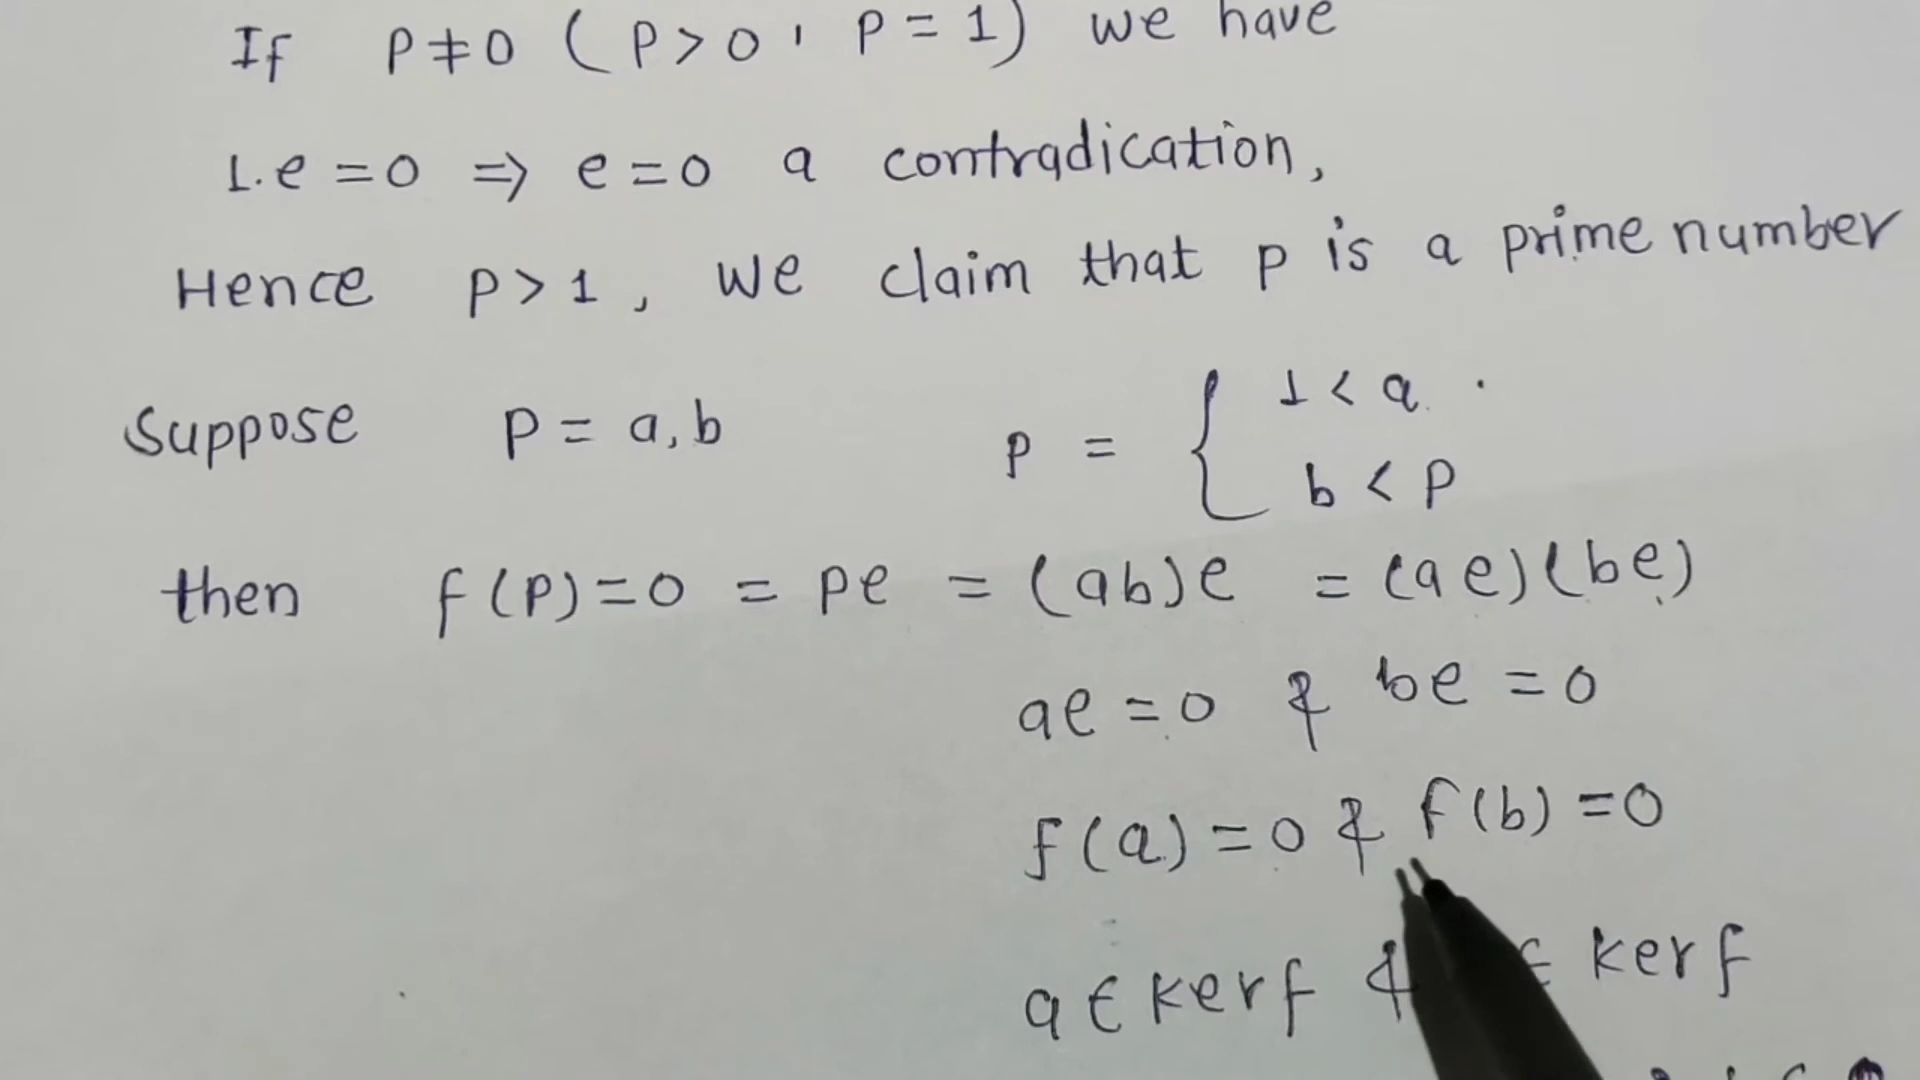 If P≠0 (P>0, P=1) we have
1.e=0 ⇒ e=0 a contradication,
Hence P>1, we claim that p is a prime number
Suppose P= a,b P = { 1<a.
b<P
then f(P)=0 = pe = (ab)e = (ae)(be)
ae=0 & be=0
f(a)=0 & f(b)=0
a∈kerf & ∈ kerf